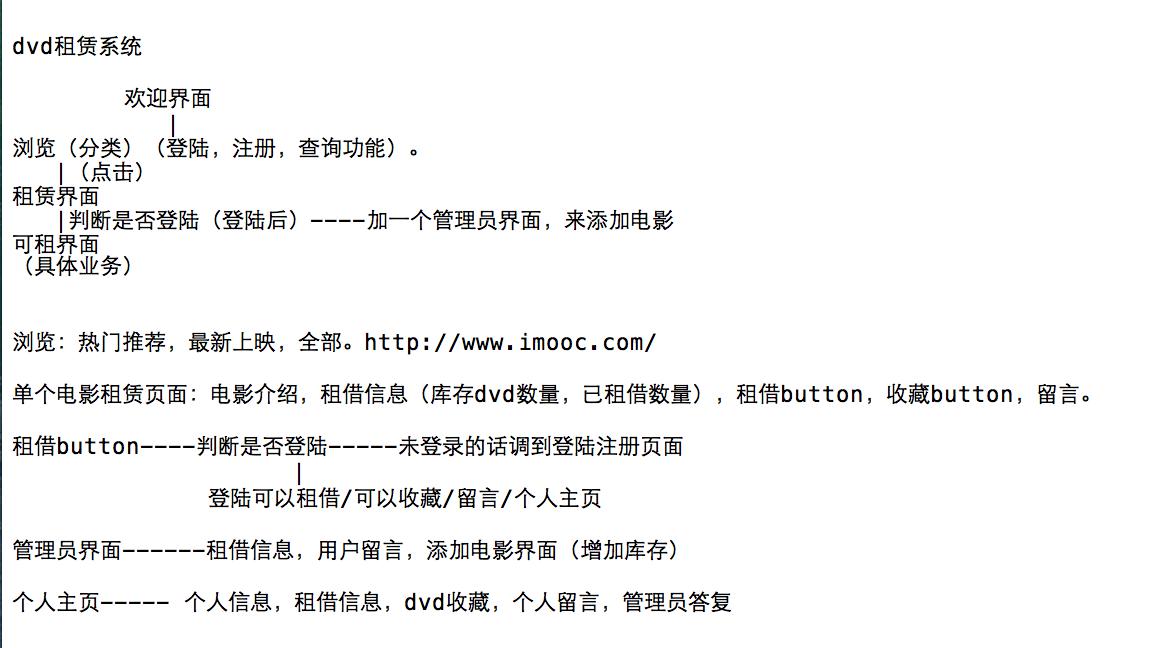 dvd租赁系统
欢迎界面
|
浏览（分类）（登陆，注册，查询功能）。
|（点击）
租赁界面
|判断是否登陆（登陆后）----加一个管理员界面，来添加电影
可租界面
（具体业务）
浏览：热门推荐，最新上映，全部。http://www.imooc.com/
单个电影租赁页面：电影介绍，租借信息（库存dvd数量，已租借数量），租借button，收藏button，留言。
租借button----判断是否登陆-----未登录的话调到登陆注册页面
|
登陆可以租借/可以收藏/留言/个人主页
管理员界面------租借信息，用户留言，添加电影界面（增加库存）
个人主页----- 个人信息，租借信息，dvd收藏，个人留言，管理员答复